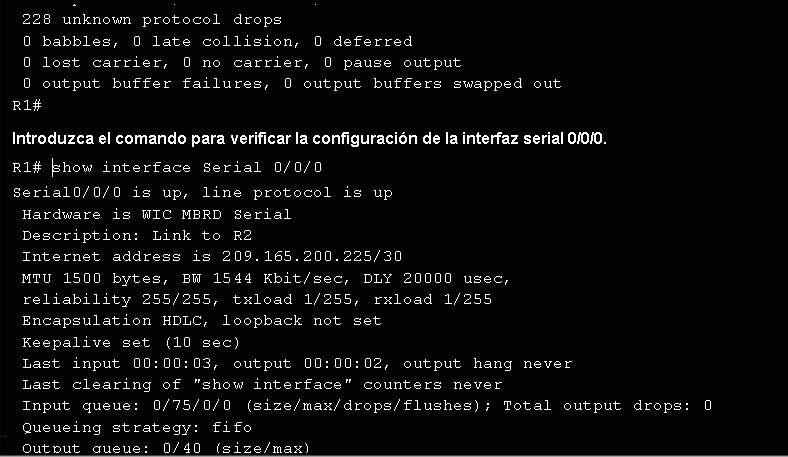 228 unknown protocol drops
0 babbles, 0 late collision, 0 deferred
0 lost carrier, 0 no carrier, 0 pause output
0 output buffer failures, 0 output buffers swapped out
R1#
Introduzca el comando para verificar la configuración de la interfaz serial 0/0/0.
R1# show interface Serial 0/0/0
Serial0/0/0 is up, line protocol is up
Hardware is WIC MBRD Serial
Description: Link to R2
Internet address is 209.165.200.225/30
MTU 1500 bytes, BW 1544 Kbit/sec, DLY 20000 usec,
reliability 255/255, txload 1/255, rxload 1/255
Encapsulation HDLC, loopback not set
Keepalive set (10 sec)
Last input 00:00:03, output 00:00:02, output hang never
Last clearing of "show interface" counters never
Input queue: 0/75/0/0 (size/max/drops/flushes); Total output drops: 0
Queueing strategy: fifo
Output queue: 0/40 (size/max)